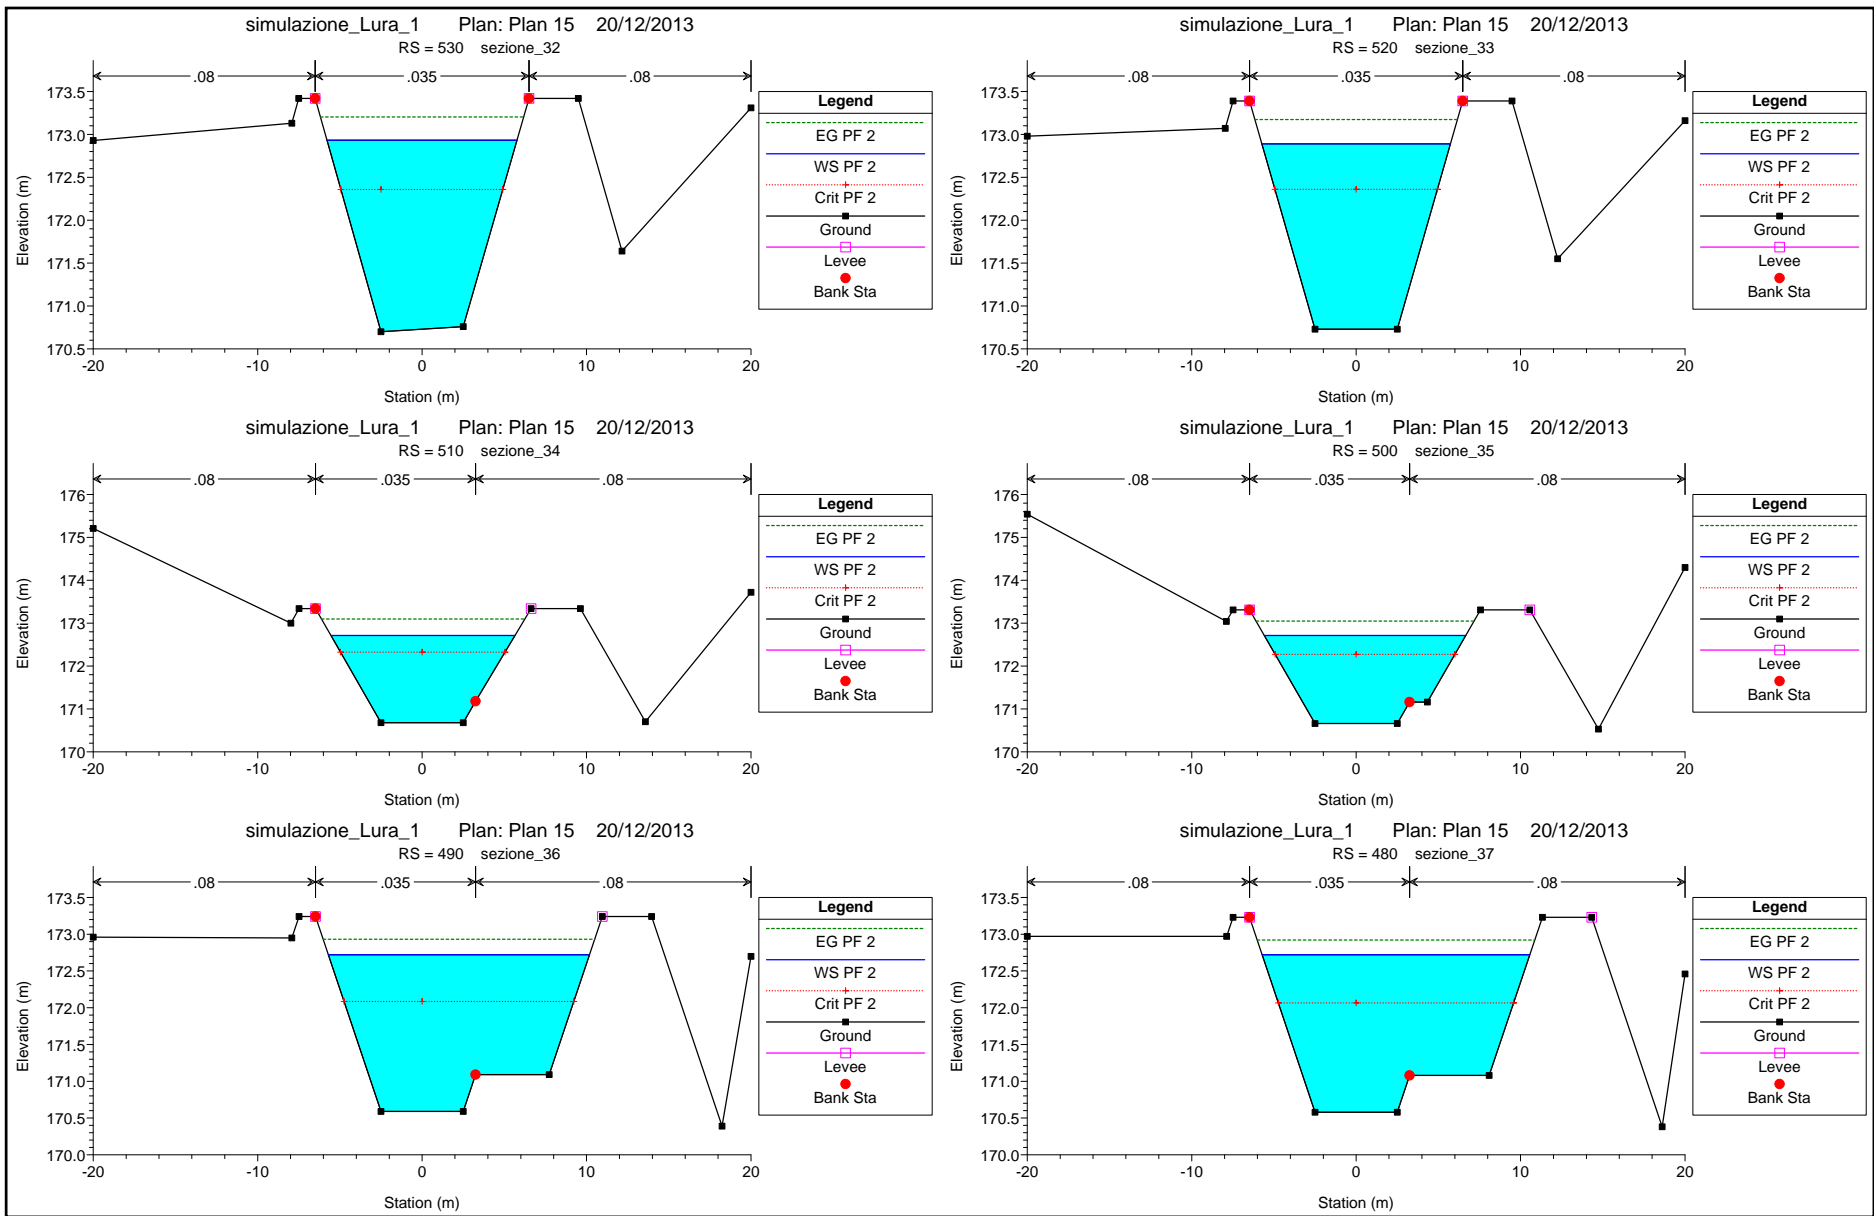 simulazione_Lura_1 Plan: Plan 15 20/12/2013
RS = 530 sezione_32
.08 .035 .08
173.5
173.0
172.5
172.0
171.5
171.0
170.5
Elevation (m)
-20 -10 0 10 20
Station (m)
Legend
EG PF 2
WS PF 2
Crit PF 2
Ground
Levee
Bank Sta
simulazione_Lura_1 Plan: Plan 15 20/12/2013
RS = 520 sezione_33
.08 .035 .08
173.5
173.0
172.5
172.0
171.5
171.0
170.5
Elevation (m)
-20 -10 0 10 20
Station (m)
Legend
EG PF 2
WS PF 2
Crit PF 2
Ground
Levee
Bank Sta
simulazione_Lura_1 Plan: Plan 15 20/12/2013
RS = 510 sezione_34
.08 .035 .08
176
175
174
173
172
171
170
Elevation (m)
-20 -10 0 10 20
Station (m)
Legend
EG PF 2
WS PF 2
Crit PF 2
Ground
Levee
Bank Sta
simulazione_Lura_1 Plan: Plan 15 20/12/2013
RS = 500 sezione_35
.08 .035 .08
176
175
174
173
172
171
170
Elevation (m)
-20 -10 0 10 20
Station (m)
Legend
EG PF 2
WS PF 2
Crit PF 2
Ground
Levee
Bank Sta
simulazione_Lura_1 Plan: Plan 15 20/12/2013
RS = 490 sezione_36
.08 .035 .08
173.5
173.0
172.5
172.0
171.5
171.0
170.5
170.0
Elevation (m)
-20 -10 0 10 20
Station (m)
Legend
EG PF 2
WS PF 2
Crit PF 2
Ground
Levee
Bank Sta
simulazione_Lura_1 Plan: Plan 15 20/12/2013
RS = 480 sezione_37
.08 .035 .08
173.5
173.0
172.5
172.0
171.5
171.0
170.5
170.0
Elevation (m)
-20 -10 0 10 20
Station (m)
Legend
EG PF 2
WS PF 2
Crit PF 2
Ground
Levee
Bank Sta